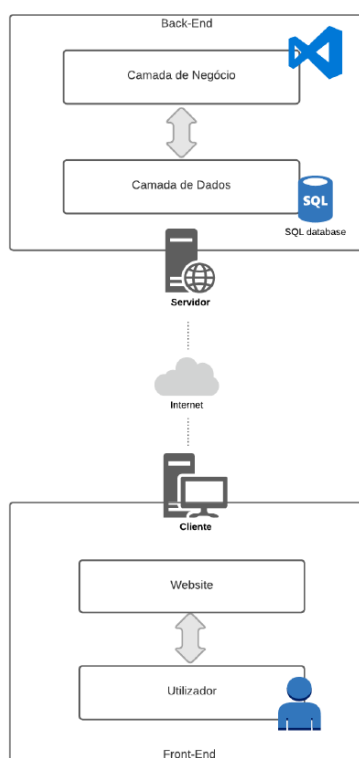 Back-End
Camada de Negócio
Camada de Dados
SQL
SQL database
Servidor
Internet
Cliente
Website
Utilizador
Front-End